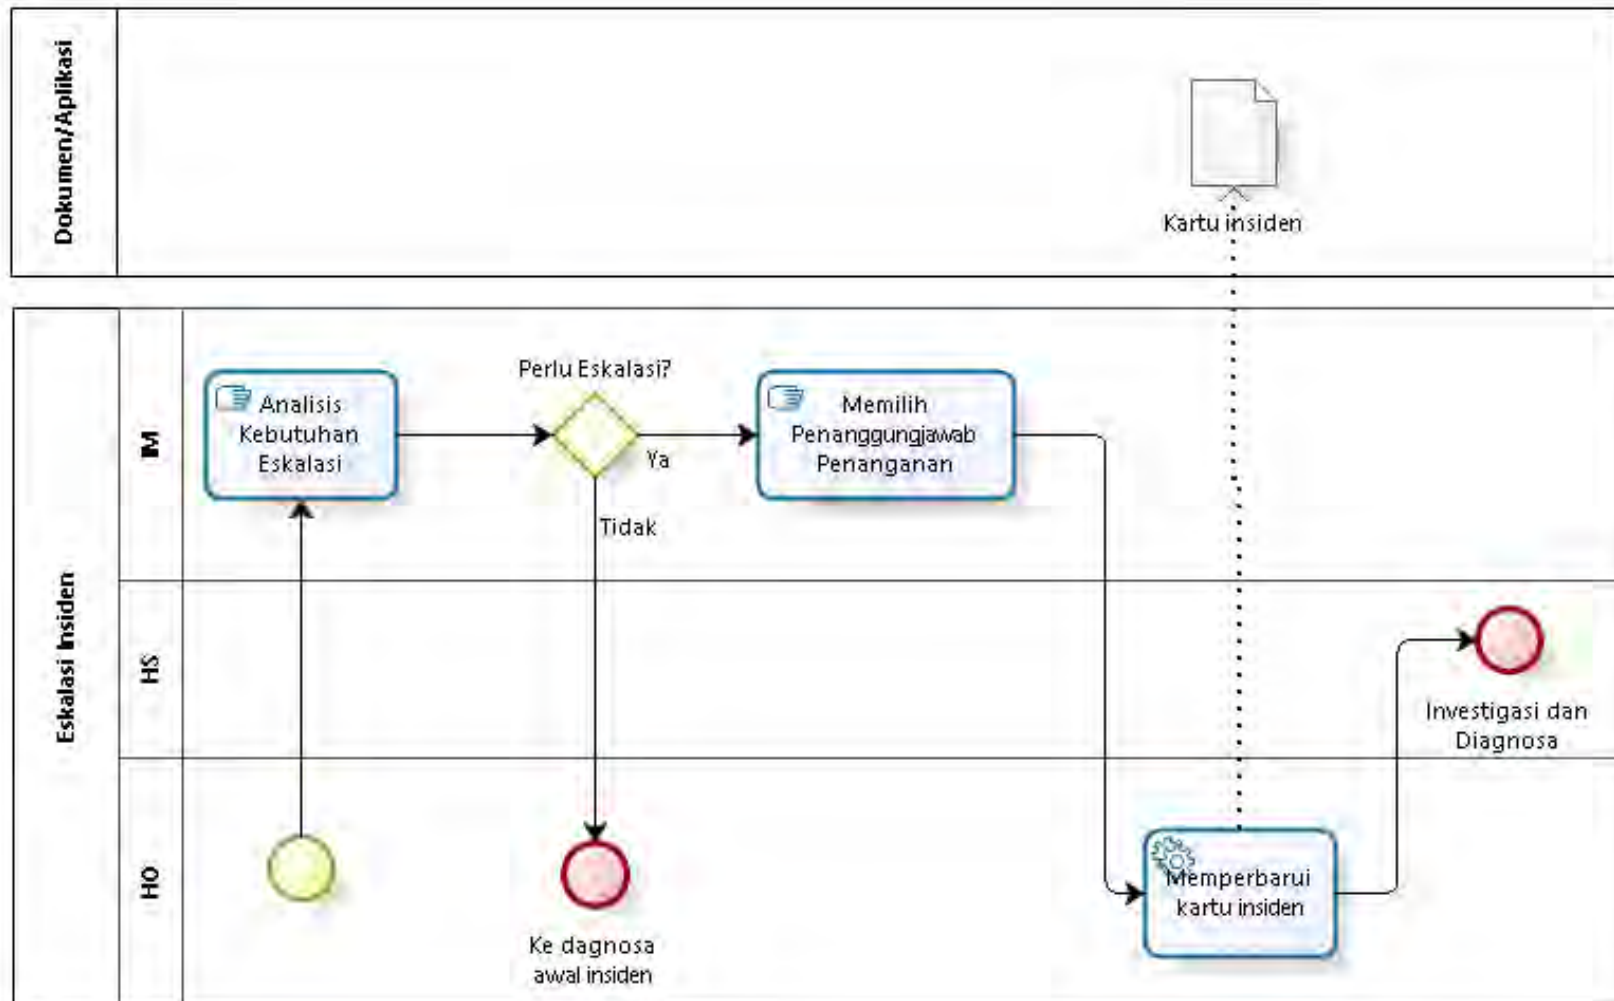 Dokumen/Aplikasi
Kartu insiden
Eskalasi Insiden
IM
Analisis
Kebutuhan
Eskalasi
Perlu Eskalasi?
Ya
Tidak
Memilih
Penanggungjawab
Penanganan
HS
Investigasi dan
Diagnosa
HO
Ke dagnosa
awal insiden
Memperbarui
kartu insiden